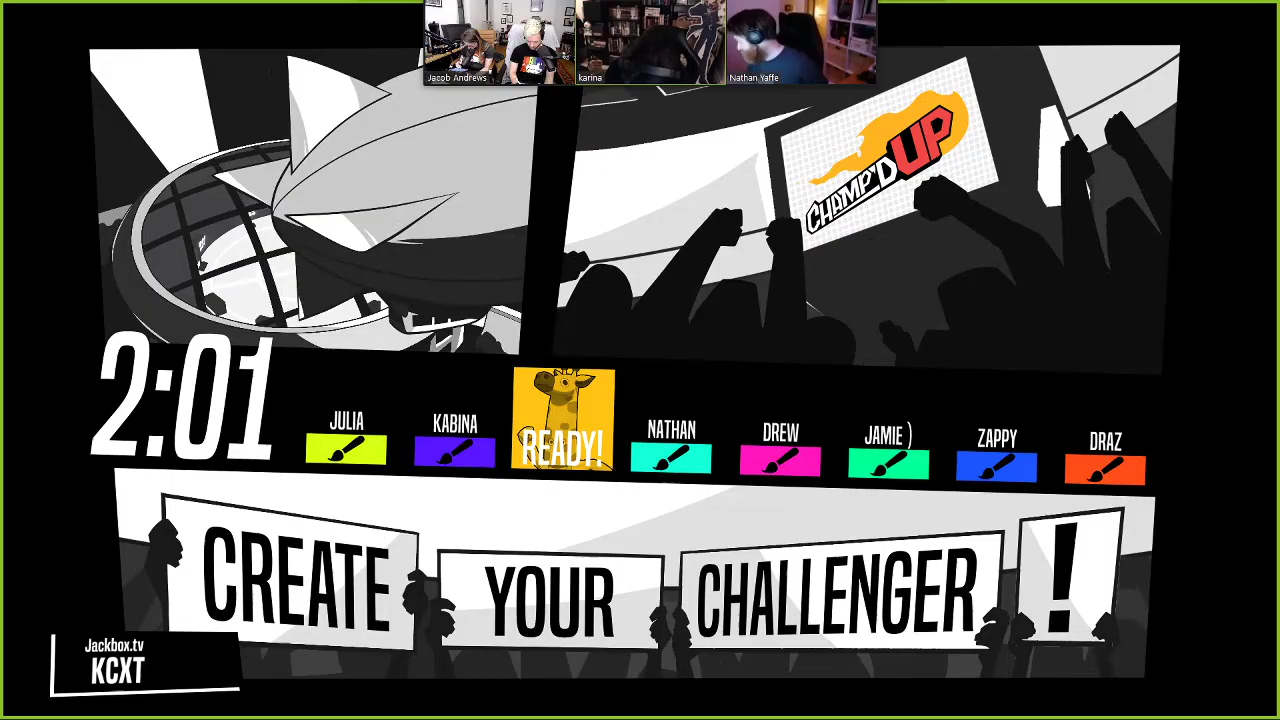 Jacob Andrews
karina
Nathan Yaffe
CHAMP'D UP
2:01
JULIA
KABINA
READY!
NATHAN
DREW
JAMIE )
ZAPPY
DRAZ
CREATE YOUR CHALLENGER !
Jackbox.tv
KCXT